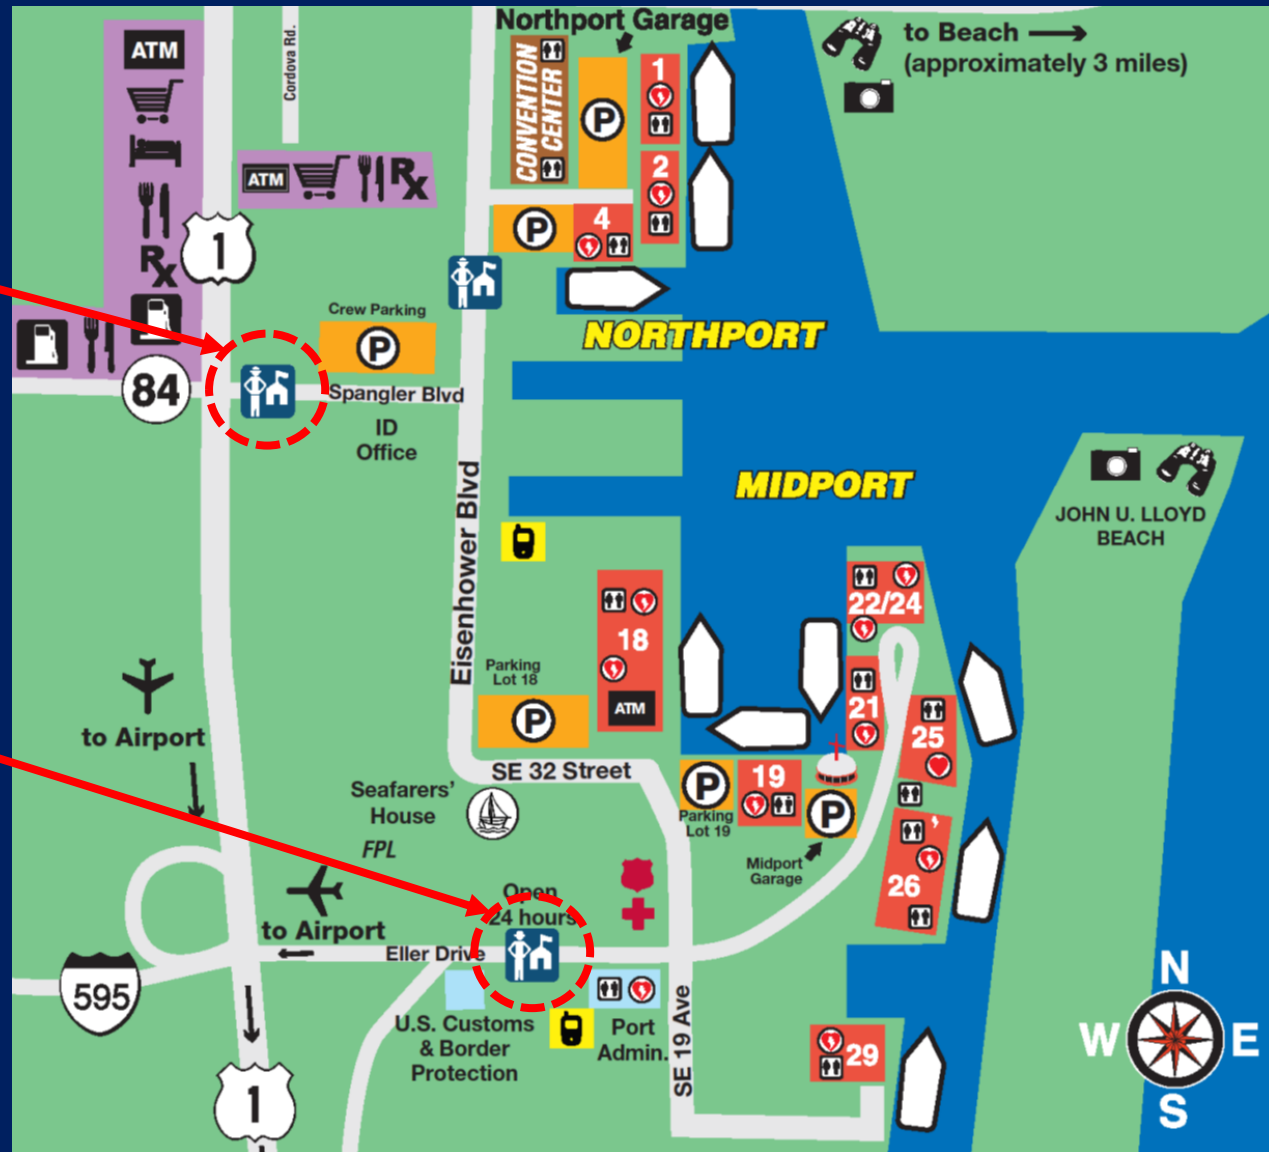 Northport Garage
to Beach
(approximately 3 miles)
ATM
Cordova Rd.
CONVENTION
CENTER
P
1
2
ATM
Rx
Rx
1
P
4
Crew Parking
P
NORTHPORT
84
Spangler Blvd
ID
Office
Eisenhower Blvd
MIDPORT
JOHN U. LLOYD
BEACH
22/24
18
ATM
Parking
Lot 18
P
21
25
to Airport
SE 32 Street
P
Parking
Lot 19
19
P
Midport
Garage
Seafarers'
House
FPL
26
Open
24 hours
to Airport
Eller Drive
595
U.S. Customs
& Border
Protection
Port
Admin.
SE 19 Ave
29
1
N
W
E
S